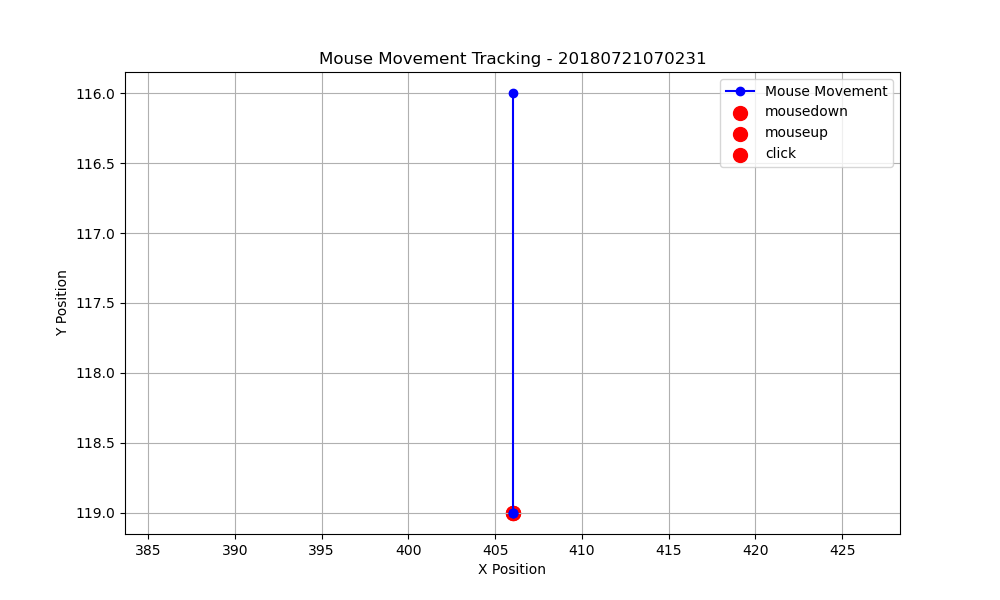 Mouse Movement Tracking - 20180721070231
Mouse Movement
mousedown
mouseup
click
116.0
116.5
117.0
117.5
118.0
118.5
119.0
Y Position
385 390 395 400 405 410 415 420 425
X Position